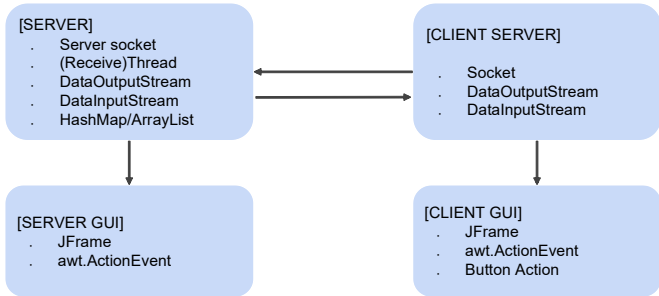 [SERVER]
. Server socket
. (Receive)Thread
. DataOutputStream
. DataInputStream
. HashMap/ArrayList
[CLIENT SERVER]
. Socket
. DataOutputStream
. DataInputStream
[SERVER GUI]
. JFrame
. awt.ActionEvent
[CLIENT GUI]
. JFrame
. awt.ActionEvent
. Button Action